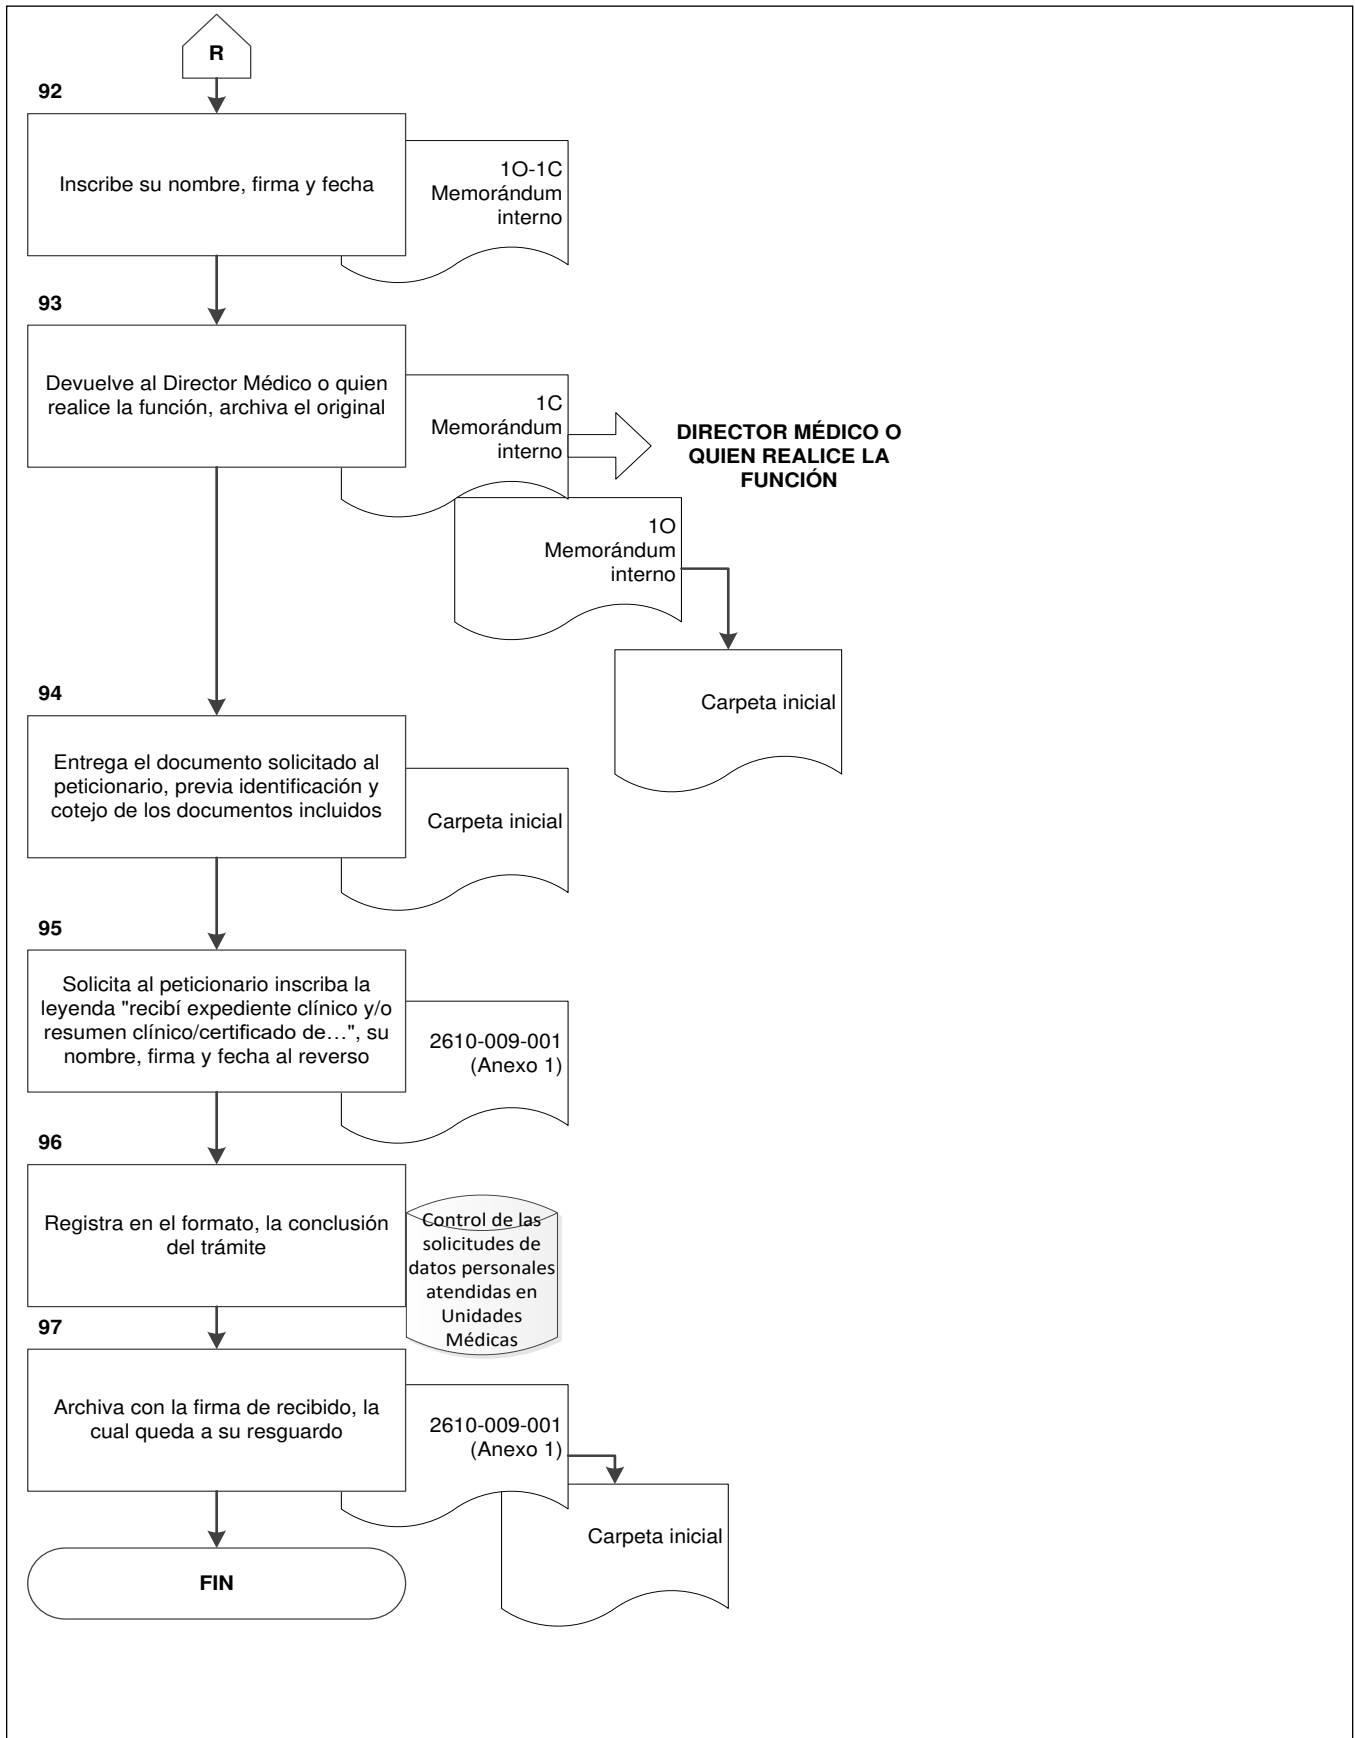 R
92
Inscribe su nombre, firma y fecha
1O-1C
Memorándum
interno
93
Devuelve al Director Médico o quien
realice la función, archiva el original
1C
Memorándum
interno
DIRECTOR MÉDICO O
QUIEN REALICE LA
FUNCIÓN
1O
Memorándum
interno
Carpeta inicial
94
Entrega el documento solicitado al
peticionario, previa identificación y
cotejo de los documentos incluidos
Carpeta inicial
95
Solicita al peticionario inscriba la
leyenda "recibí expediente clínico y/o
resumen clínico/certificado de…", su
nombre, firma y fecha al reverso
2610-009-001
(Anexo 1)
96
Registra en el formato, la conclusión
del trámite
Control de las
solicitudes de
datos personales
atendidas en
Unidades
Médicas
97
Archiva con la firma de recibido, la
cual queda a su resguardo
2610-009-001
(Anexo 1)
Carpeta inicial
FIN